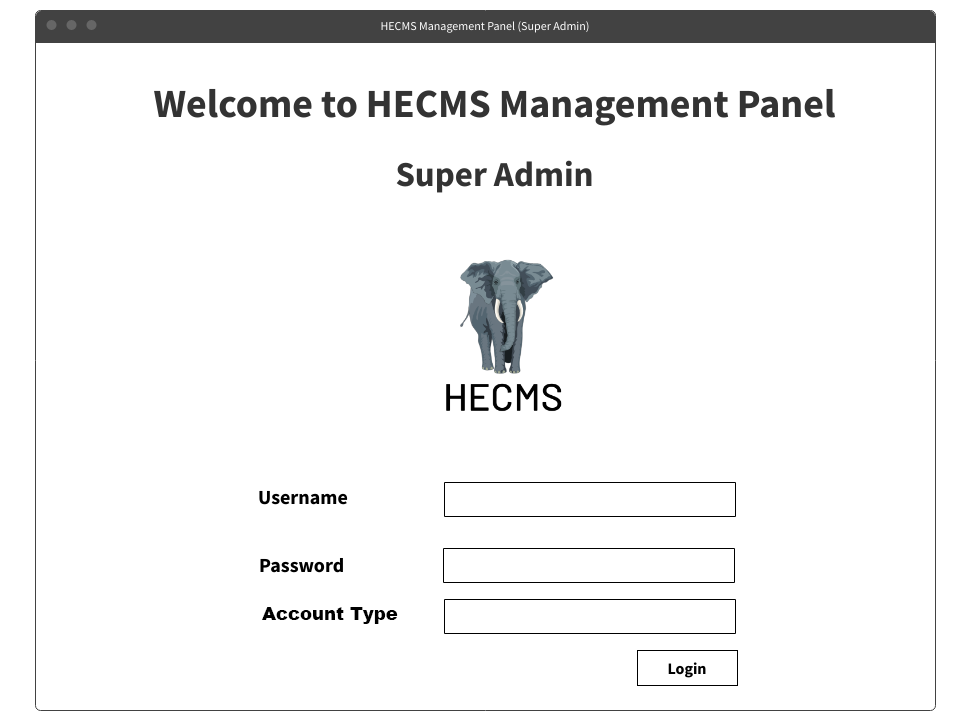 HECMS Management Panel (Super Admin)
Welcome to HECMS Management Panel
Super Admin
HECMS
Username
Password
Account Type
Login